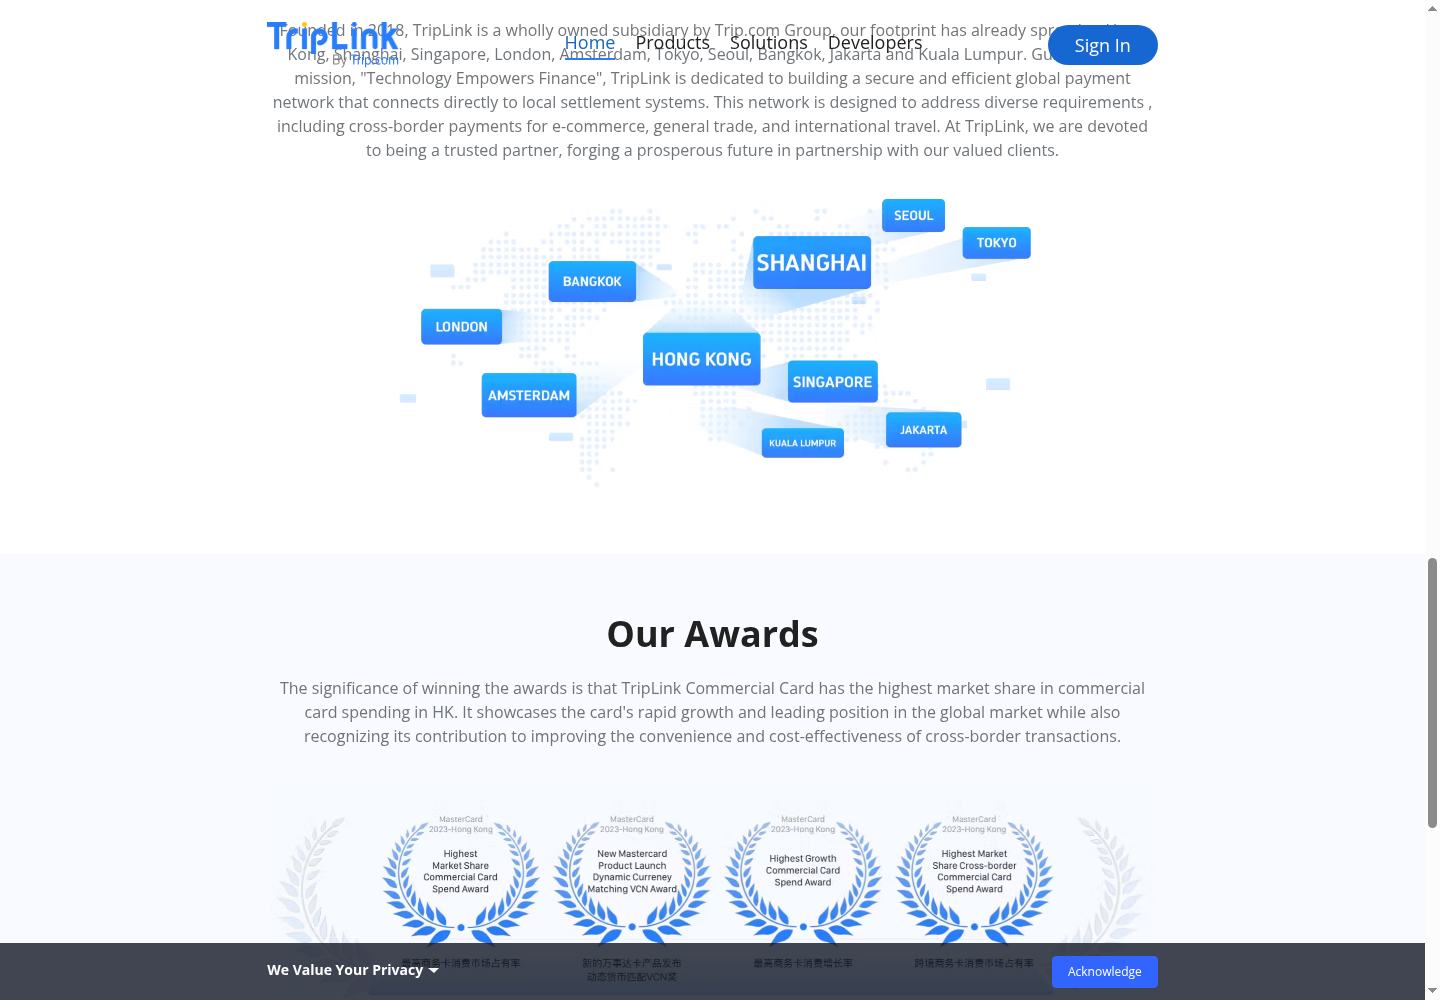 TripLink
By Trip.com
Home
Products
Solutions
Developers
Sign In
Founded in 2018, TripLink is a wholly owned subsidiary by Trip.com Group, our footprint has already
Kong, Shanghai, Singapore, London, Amsterdam, Tokyo, Seoul, Bangkok, Jakarta and Kuala Lumpur.
mission, "Technology Empowers Finance", TripLink is dedicated to building a secure and efficient global payment
network that connects directly to local settlement systems. This network is designed to address diverse requirements ,
including cross-border payments for e-commerce, general trade, and international travel. At TripLink, we are devoted
to being a trusted partner, forging a prosperous future in partnership with our valued clients.
SEOUL
TOKYO
SHANGHAI
BANGKOK
LONDON
HONG KONG
SINGAPORE
AMSTERDAM
JAKARTA
KUALA LUMPUR
Our Awards
The significance of winning the awards is that TripLink Commercial Card has the highest market share in commercial
card spending in HK. It showcases the card's rapid growth and leading position in the global market while also
recognizing its contribution to improving the convenience and cost-effectiveness of cross-border transactions.
MasterCard
2023-Hong Kong
Highest
Market Share
Commercial Card
Spend Award
MasterCard
2023-Hong Kong
New Mastercard
Product Launch
Dynamic Curreney
Matching VCN Award
MasterCard
2023-Hong Kong
Highest Growth
Commercial Card
Spend Award
MasterCard
2023-Hong Kong
Highest Market
Share Cross-border
Commercial Card
Spend Award
最高商务卡消费市场占有率
新的万事达卡产品发布
动态货币匹配VCN奖
最高商务卡消费增长率
跨境商务卡消费市场占有率
We Value Your Privacy
Acknowledge